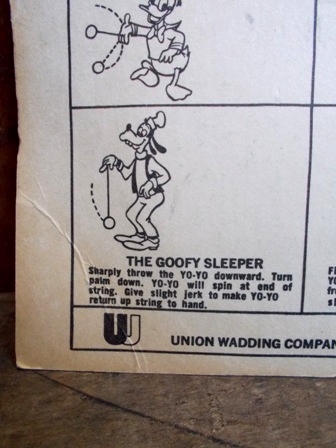 THE GOOFY SLEEPER
Sharply throw the YO-YO downward. Turn
palm down. YO-YO will spin at end of
string. Give slight jerk to make YO-YO
return up string to hand.
UNION WADDING COMPAN